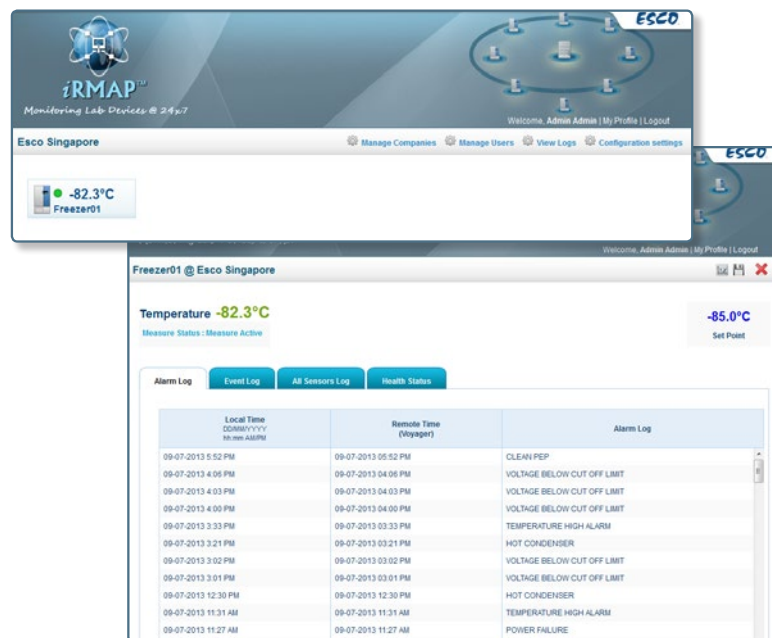 ESCO
iRMAP™
Monitoring Lab Devices @ 24x7
Welcome, Admin Admin | My Profile | Logout
Esco Singapore
Manage Companies Manage Users View Logs Configuration settings
-82.3°C
Freezer01
ESCO
Welcome, Admin Admin | My Profile | Logout
Freezer01 @ Esco Singapore
Temperature -82.3°C
-85.0°C
Measure Status : Measure Active
Set Point
Alarm Log Event Log All Sensors Log Health Status
Local Time
DD/MM/YYYY
hh:mm AM/PM
Remote Time
(Voyager)
Alarm Log
09-07-2013 5:52 PM 09-07-2013 05:52 PM CLEAN PEP
09-07-2013 4:06 PM 09-07-2013 04:06 PM VOLTAGE BELOW CUT OFF LIMIT
09-07-2013 4:03 PM 09-07-2013 04:03 PM VOLTAGE BELOW CUT OFF LIMIT
09-07-2013 4:00 PM 09-07-2013 04:00 PM VOLTAGE BELOW CUT OFF LIMIT
09-07-2013 3:33 PM 09-07-2013 03:33 PM TEMPERATURE HIGH ALARM
09-07-2013 3:21 PM 09-07-2013 03:21 PM HOT CONDENSER
09-07-2013 3:02 PM 09-07-2013 03:02 PM VOLTAGE BELOW CUT OFF LIMIT
09-07-2013 3:01 PM 09-07-2013 03:01 PM VOLTAGE BELOW CUT OFF LIMIT
09-07-2013 12:30 PM 09-07-2013 12:30 PM HOT CONDENSER
09-07-2013 11:31 AM 09-07-2013 11:31 AM TEMPERATURE HIGH ALARM
09-07-2013 11:27 AM 09-07-2013 11:27 AM POWER FAILURE